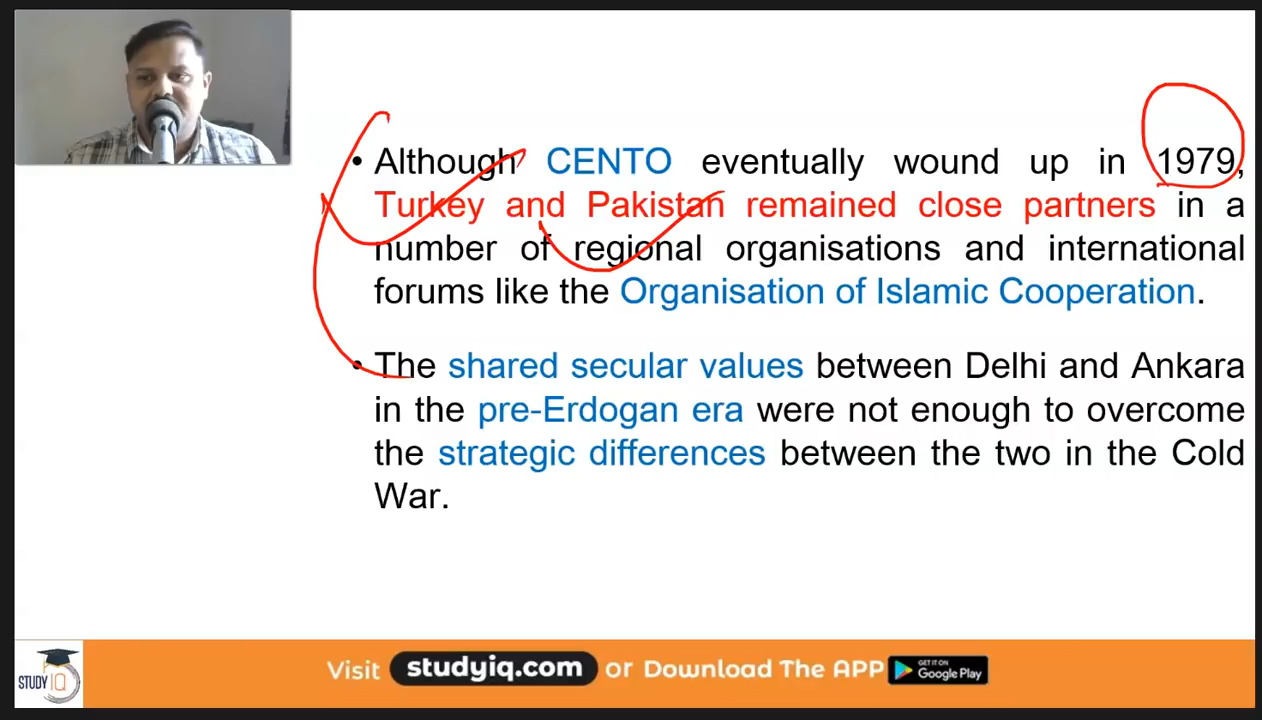 • Although CENTO eventually wound up in 1979,
Turkey and Pakistan remained close partners in a
number of regional organisations and international
forums like the Organisation of Islamic Cooperation.
• The shared secular values between Delhi and Ankara
in the pre-Erdogan era were not enough to overcome
the strategic differences between the two in the Cold
War.
STUDY IQ
Visit studyiq.com or Download The APP GET IT ON Google Play